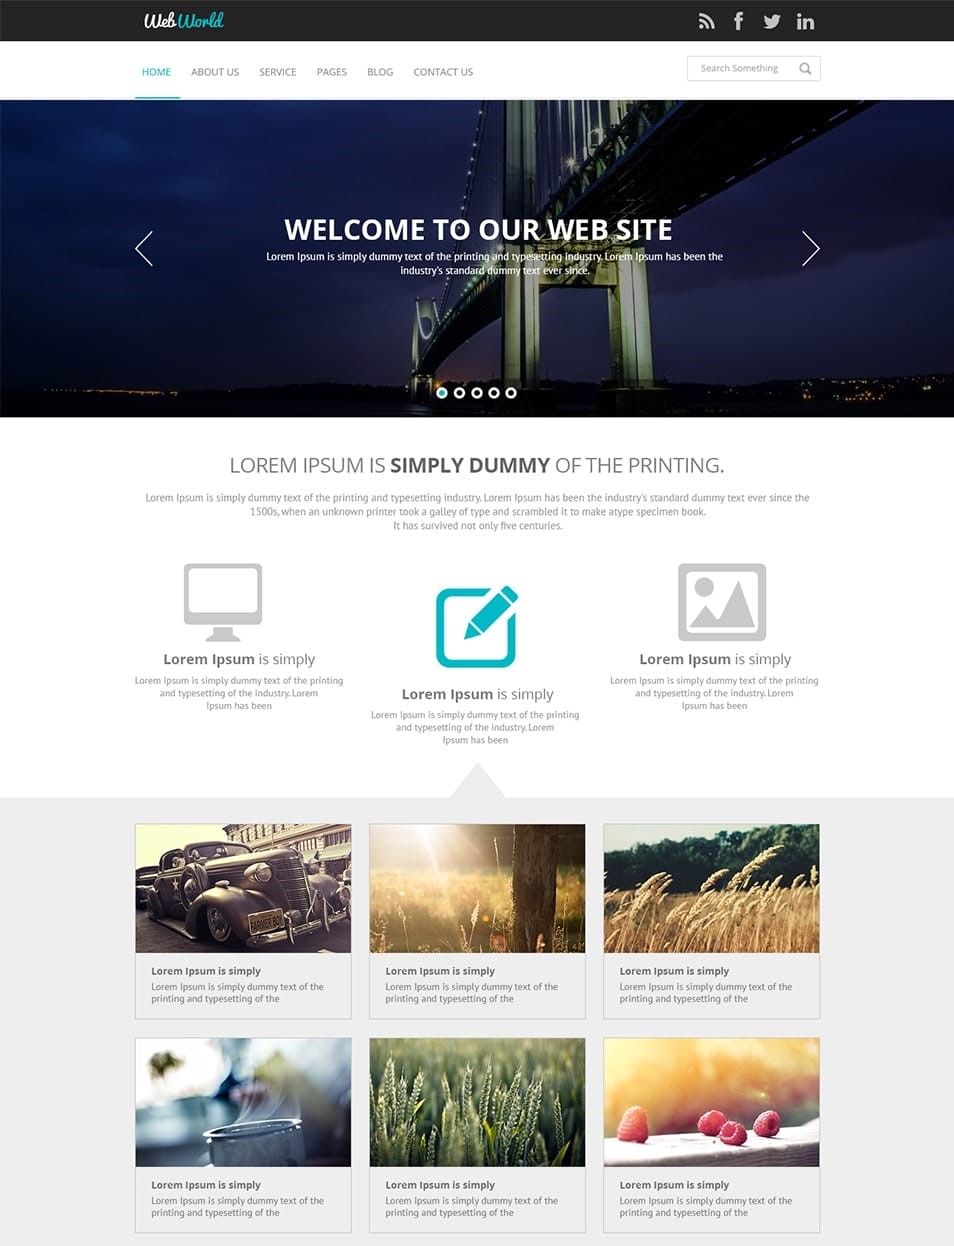 Web World
HOME ABOUT US SERVICE PAGES BLOG CONTACT US
Search Something
WELCOME TO OUR WEB SITE
Lorem Ipsum is simply dummy text of the printing and typesetting industry. Lorem Ipsum has been the
industry's standard dummy text ever since.
LOREM IPSUM IS SIMPLY DUMMY OF THE PRINTING.
Lorem Ipsum is simply dummy text of the printing and typesetting industry. Lorem Ipsum has been the industry's standard dummy text ever since the
1500s, when an unknown printer took a galley of type and scrambled it to make atype specimen book.
It has survived not only five centuries.
Lorem Ipsum is simply
Lorem Ipsum is simply dummy text of the printing
and typesetting of the industry. Lorem
Ipsum has been
Lorem Ipsum is simply
Lorem Ipsum is simply dummy text of the printing
and typesetting of the industry. Lorem
Ipsum has been
Lorem Ipsum is simply
Lorem Ipsum is simply dummy text of the printing
and typesetting of the industry. Lorem
Ipsum has been
FARMER BOY
Lorem Ipsum is simply
Lorem Ipsum is simply dummy text of the
printing and typesetting of the
Lorem Ipsum is simply
Lorem Ipsum is simply dummy text of the
printing and typesetting of the
Lorem Ipsum is simply
Lorem Ipsum is simply dummy text of the
printing and typesetting of the
Lorem Ipsum is simply
Lorem Ipsum is simply dummy text of the
printing and typesetting of the
Lorem Ipsum is simply
Lorem Ipsum is simply dummy text of the
printing and typesetting of the
Lorem Ipsum is simply
Lorem Ipsum is simply dummy text of the
printing and typesetting of the